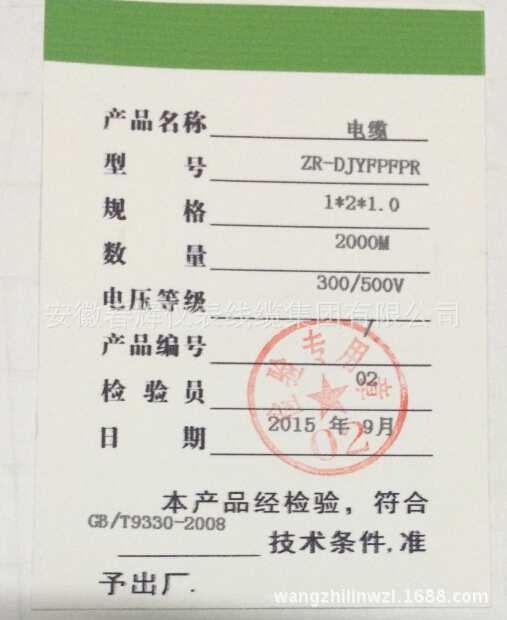 产品名称 电缆
型号 ZR-DJYFPFPR
规格 1*2*1.0
数量 2000M
电压等级 300/500V
安徽春辉仪表线缆集团有限公司
产品编号 /
检验员 02
日期 2015 年 9月
检验专用章
02
本产品经检验，符合
GB/T9330-2008 技术条件,准
予出厂.
wangzhilinwzl.1688.com